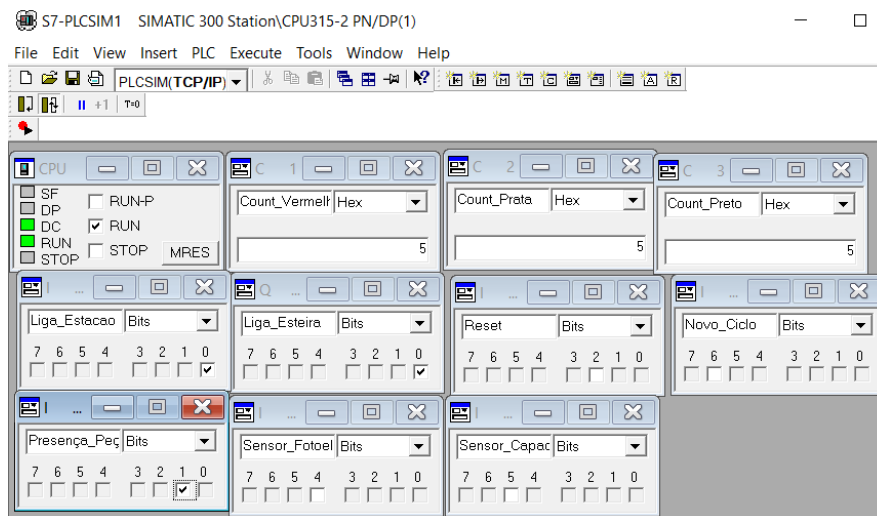 S7-PLCSIM1 SIMATIC 300 Station\CPU315-2 PN/DP(1)
File Edit View Insert PLC Execute Tools Window Help
PLCSIM(TCP/IP)
+1 T=0
CPU
SF
DP
DC
RUN
STOP
RUN-P
RUN
STOP
MRES
C 1
Count_Vermelh Hex
5
C 2
Count_Prata Hex
5
C 3
Count_Preto Hex
5
I ...
Liga_Estacao Bits
7 6 5 4 3 2 1 0
Q ...
Liga_Esteira Bits
7 6 5 4 3 2 1 0
I ...
Reset Bits
7 6 5 4 3 2 1 0
I ...
Novo_Ciclo Bits
7 6 5 4 3 2 1 0
I ...
Presença_Peç Bits
7 6 5 4 3 2 1 0
I ...
Sensor_Fotoel Bits
7 6 5 4 3 2 1 0
I ...
Sensor_Capac Bits
7 6 5 4 3 2 1 0